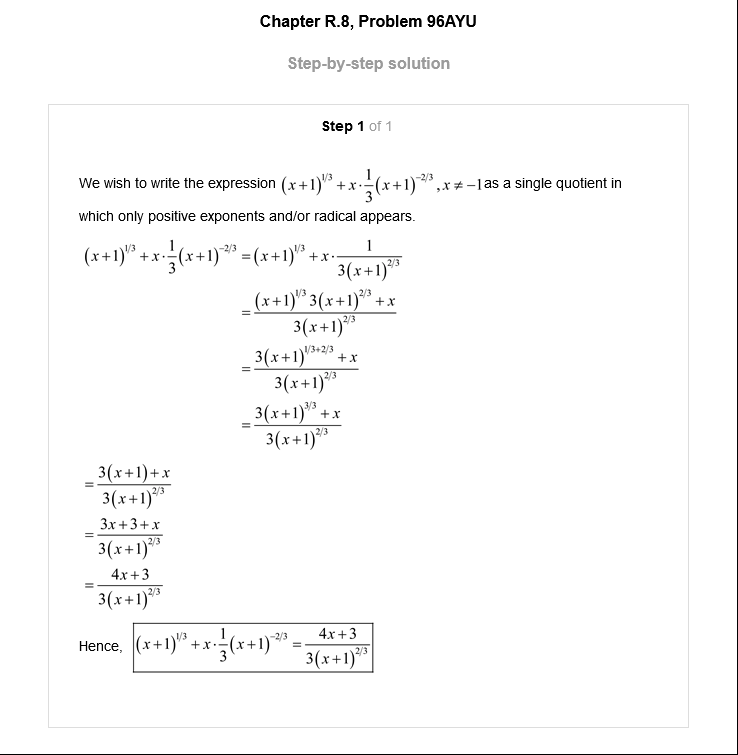 Chapter R.8, Problem 96AYU
Step-by-step solution
Step 1 of 1
We wish to write the expression (x+1)^{1/3} + x·\frac{1}{3}(x+1)^{-2/3}, x ≠ −1 as a single quotient in
which only positive exponents and/or radical appears.
(x+1)^{1/3} + x·\frac{1}{3}(x+1)^{-2/3} = (x+1)^{1/3} + x·\frac{1}{3(x+1)^{2/3}}
= \frac{(x+1)^{1/3} 3(x+1)^{2/3} + x}{3(x+1)^{2/3}}
= \frac{3(x+1)^{1/3+2/3} + x}{3(x+1)^{2/3}}
= \frac{3(x+1)^{3/3} + x}{3(x+1)^{2/3}}
= \frac{3(x+1)+x}{3(x+1)^{2/3}}
= \frac{3x+3+x}{3(x+1)^{2/3}}
= \frac{4x+3}{3(x+1)^{2/3}}
Hence, (x+1)^{1/3} + x·\frac{1}{3}(x+1)^{-2/3} = \frac{4x+3}{3(x+1)^{2/3}}